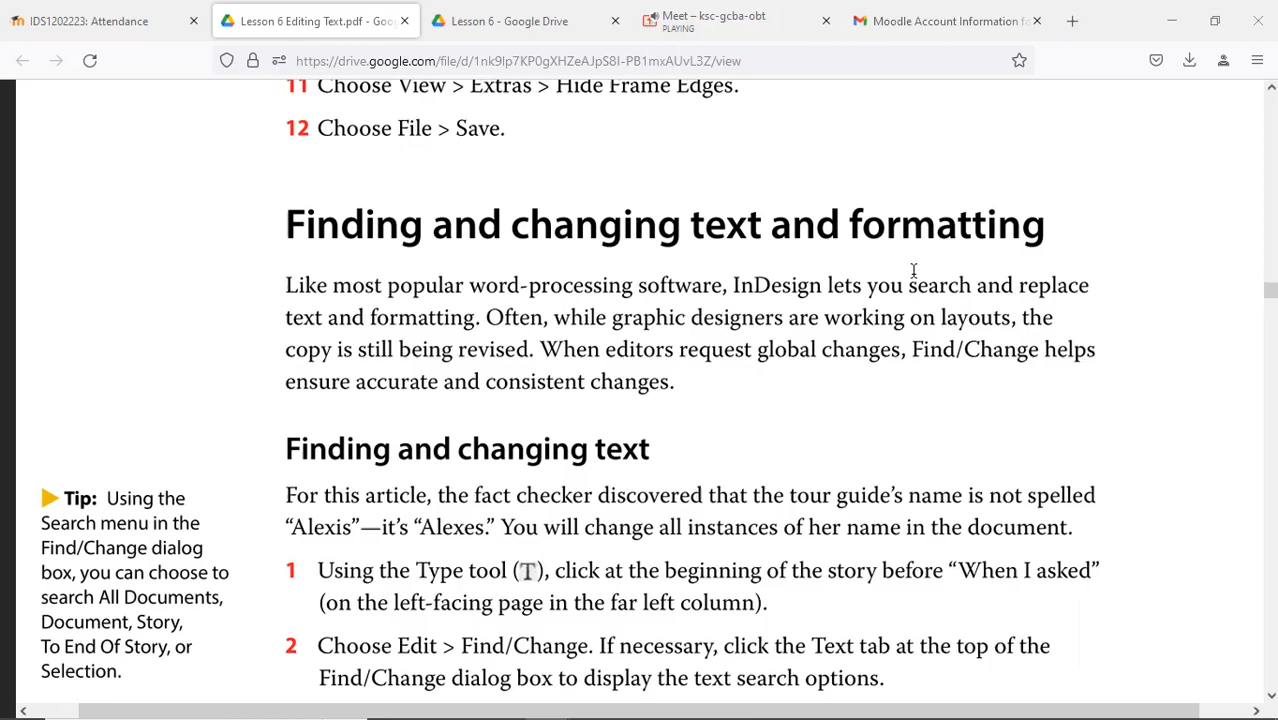 IDS1202223: Attendance
Lesson 6 Editing Text.pdf - Goo
Lesson 6 - Google Drive
Meet – ksc-gcba-obt
PLAYING
Moodle Account Information fo
https://drive.google.com/file/d/1nk9lp7KP0gXHZeAJpS8I-PB1mxAUvL3Z/view
11 Choose View > Extras > Hide Frame Edges.
12 Choose File > Save.
Finding and changing text and formatting
Like most popular word-processing software, InDesign lets you search and replace
text and formatting. Often, while graphic designers are working on layouts, the
copy is still being revised. When editors request global changes, Find/Change helps
ensure accurate and consistent changes.
Finding and changing text
Tip: Using the
Search menu in the
Find/Change dialog
box, you can choose to
search All Documents,
Document, Story,
To End Of Story, or
Selection.
For this article, the fact checker discovered that the tour guide’s name is not spelled
“Alexis”—it’s “Alexes.” You will change all instances of her name in the document.
1 Using the Type tool (T), click at the beginning of the story before “When I asked”
(on the left-facing page in the far left column).
2 Choose Edit > Find/Change. If necessary, click the Text tab at the top of the
Find/Change dialog box to display the text search options.